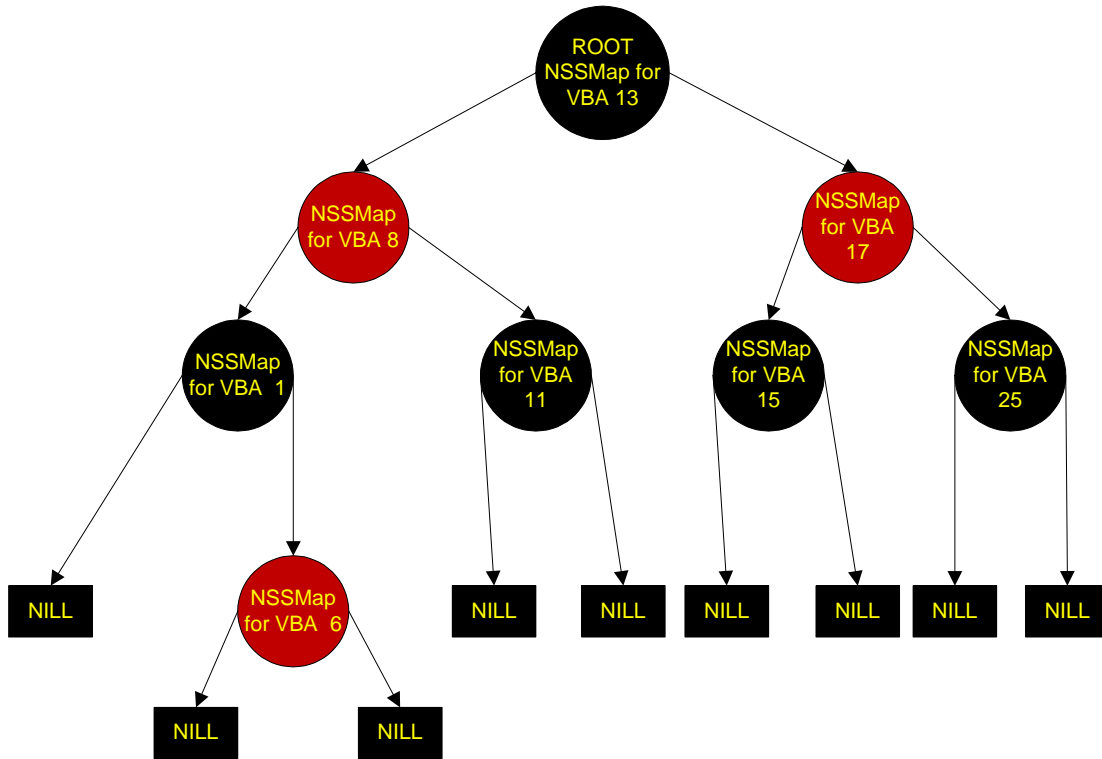 ROOT
NSSMap for
VBA 13
NSSMap
for VBA 8
NSSMap
for VBA
17
NSSMap
for VBA  1
NSSMap
for VBA
11
NSSMap
for VBA
15
NSSMap
for VBA
25
NILL
NSSMap
for VBA  6
NILL
NILL
NILL
NILL
NILL
NILL
NILL
NILL